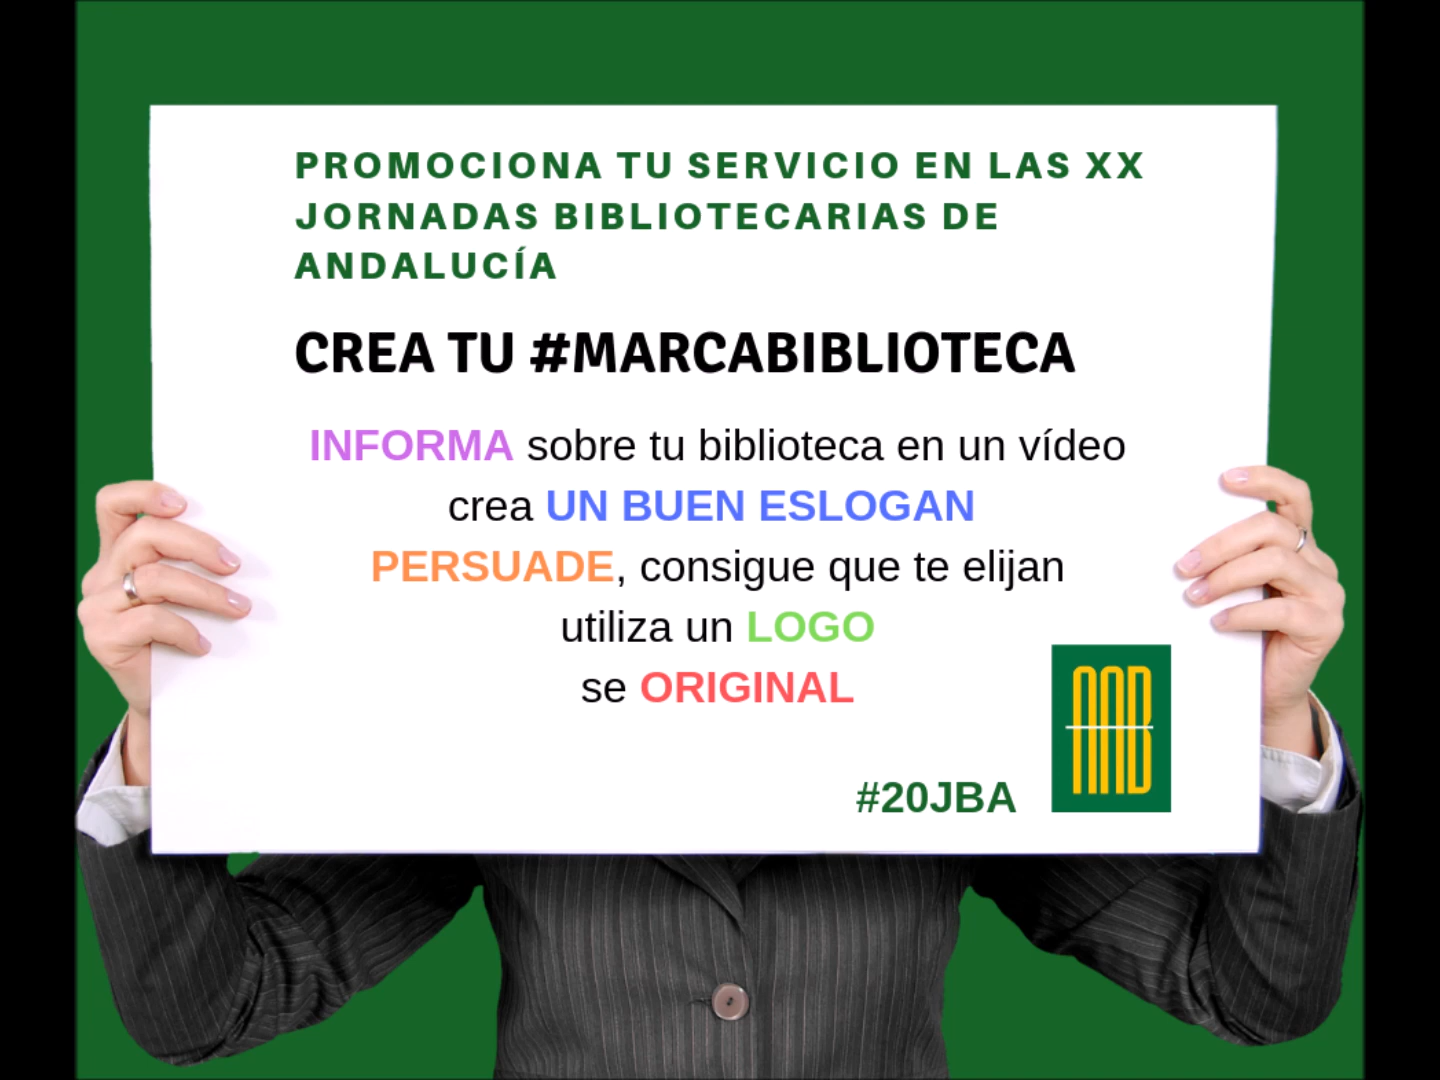 PROMOCIONA TU SERVICIO EN LAS XX
JORNADAS BIBLIOTECARIAS DE
ANDALUCÍA
CREA TU #MARCABIBLIOTECA
INFORMA sobre tu biblioteca en un vídeo
crea UN BUEN ESLOGAN
PERSUADE, consigue que te elijan
utiliza un LOGO
se ORIGINAL
#20JBA
AAB